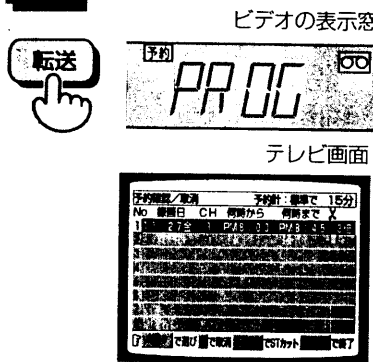 ビデオの表示窓
転送
予約
PROG
テレビ画面
予約確認/取消 予約計:標準で 15分
No 録画日 CH 何時から 何時まで
1 27金 1 PM8
で選び で取消 でSTカット で終了